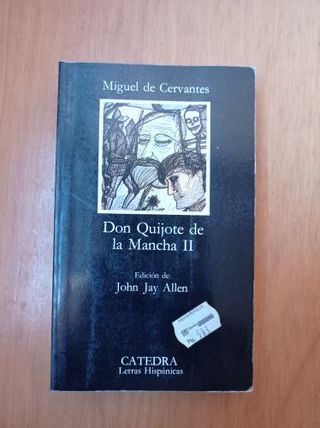 Miguel de Cervantes
Don Quijote de
la Mancha II
Edición de
John Jay Allen
CATEDRA
Letras Hispánicas